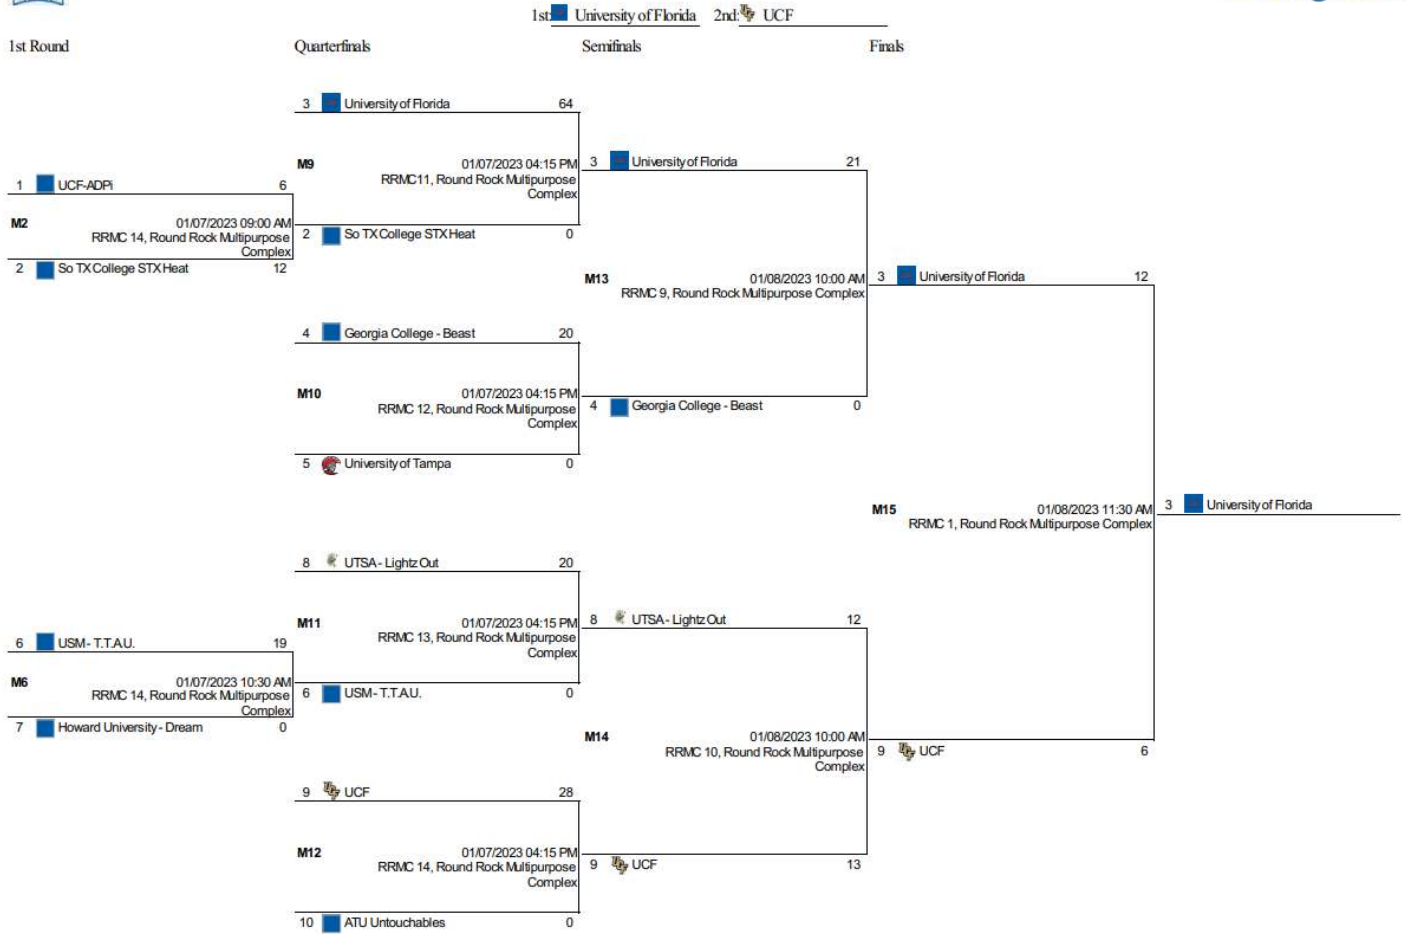 1st: University of Florida 2nd: UCF
1st Round Quarterfinals Semifinals Finals
3 University of Florida 64
M9 01/07/2023 04:15 PM
RRMC11, Round Rock Multipurpose
Complex
2 So TX College STX Heat 0
1 UCF-ADPi 6
M2 01/07/2023 09:00 AM
RRMC 14, Round Rock Multipurpose
Complex
2 So TX College STX Heat 12
3 University of Florida 21
M13 01/08/2023 10:00 AM
RRMC 9, Round Rock Multipurpose Complex
4 Georgia College - Beast 0
4 Georgia College - Beast 20
M10 01/07/2023 04:15 PM
RRMC 12, Round Rock Multipurpose
Complex
5 University of Tampa 0
3 University of Florida 12
M15 01/08/2023 11:30 AM
RRMC 1, Round Rock Multipurpose Complex
9 UCF 6
3 University of Florida
8 UTSA - Lightz Out 20
M11 01/07/2023 04:15 PM
RRMC 13, Round Rock Multipurpose
Complex
6 USM - T.T.A.U. 0
6 USM - T.T.A.U. 19
M6 01/07/2023 10:30 AM
RRMC 14, Round Rock Multipurpose
Complex
7 Howard University - Dream 0
8 UTSA - Lightz Out 12
M14 01/08/2023 10:00 AM
RRMC 10, Round Rock Multipurpose
Complex
9 UCF 13
9 UCF 28
M12 01/07/2023 04:15 PM
RRMC 14, Round Rock Multipurpose
Complex
10 ATU Untouchables 0